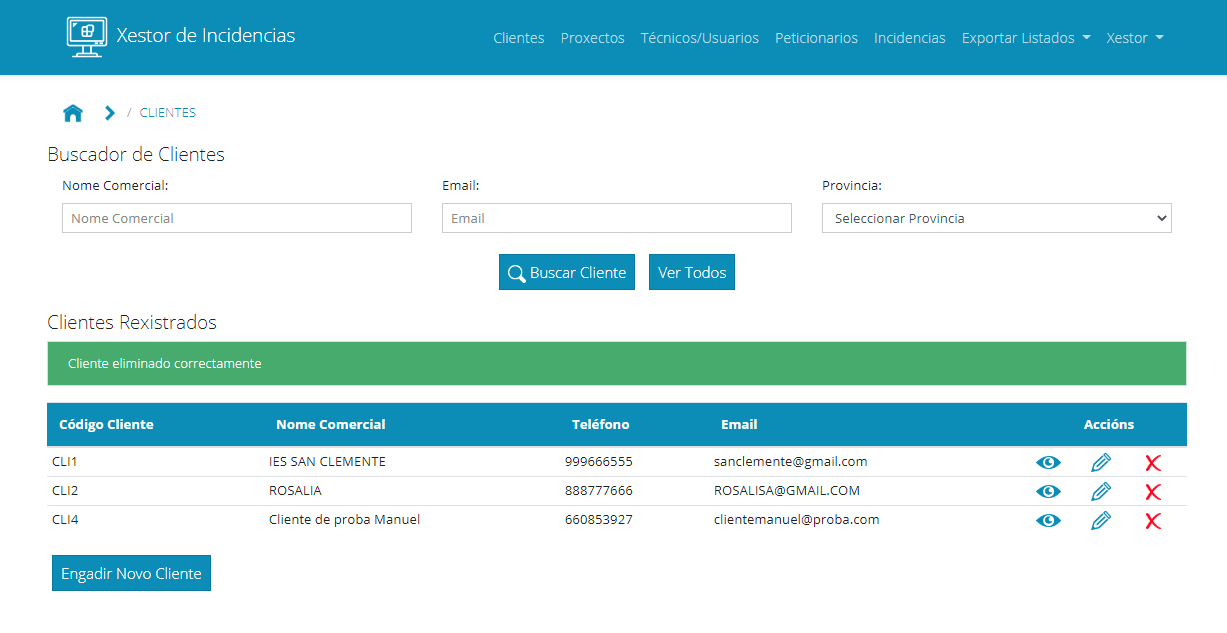 Xestor de Incidencias
Clientes Proxectos Técnicos/Usuarios Peticionarios Incidencias Exportar Listados Xestor
/ CLIENTES
Buscador de Clientes
Nome Comercial: Email: Provincia:
Nome Comercial Email Seleccionar Provincia
Buscar Cliente Ver Todos
Clientes Rexistrados
Cliente eliminado correctamente
Código Cliente Nome Comercial Teléfono Email Accións
CLI1 IES SAN CLEMENTE 999666555 sanclemente@gmail.com
CLI2 ROSALIA 888777666 ROSALISA@GMAIL.COM
CLI4 Cliente de proba Manuel 660853927 clientemanuel@proba.com
Engadir Novo Cliente